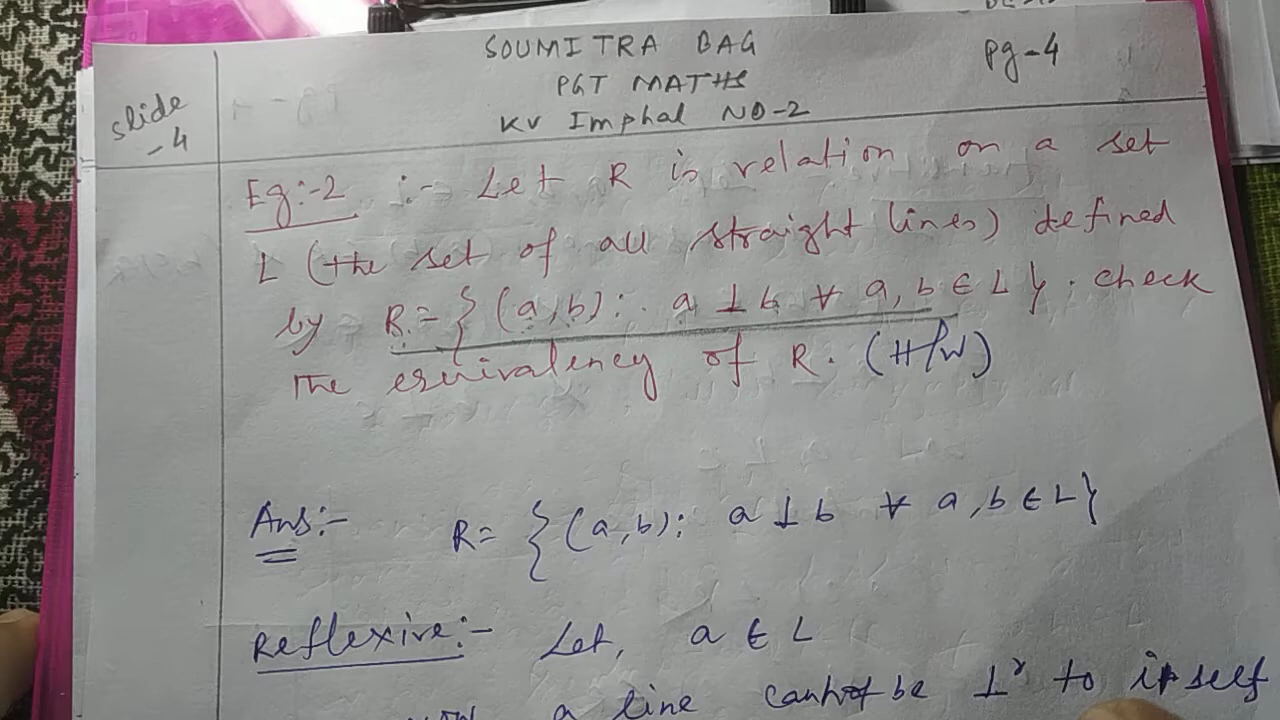 SOUMITRA BAG
pg-4
PGT MATHS
KV Imphal NO-2
slide
-4
Eg:-2 :- Let R is relation on a set
L (the set of all straight lines) defined
by R = {(a,b): a ⊥ b ∀ a, b ∈ L}. check
The equivalency of R. (H/W)
Ans:- R = {(a,b): a ⊥ b ∀ a, b ∈ L}
Reflexive:- Let, a ∈ L
a line cannot be ⊥r to itself